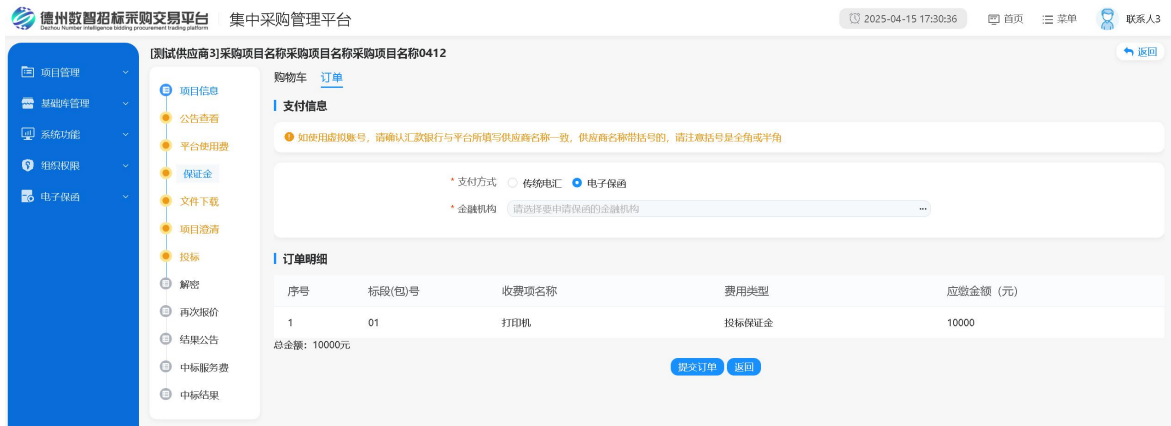 德州数智招标采购交易平台 集中采购管理平台 2025-04-15 17:30:36 首页 菜单 联系人3
Dezhou Number intelligence bidding procurement trading platform
[测试供应商3]采购项目名称采购项目名称采购项目名称0412 返回
项目管理
基础库管理
系统功能
组织权限
电子保函
项目信息
公告查看
平台使用费
保证金
文件下载
项目澄清
投标
解密
再次报价
结果公告
中标服务费
中标结果
购物车 订单
支付信息
如使用虚拟账号，请确认汇款银行与平台所填写供应商名称一致，供应商名称带括号的，请注意括号是全角或半角
* 支付方式 传统电汇 电子保函
* 金融机构 请选择要申请保函的金融机构 ...
订单明细
序号 标段(包)号 收费项名称 费用类型 应缴金额（元）
1 01 打印机 投标保证金 10000
总金额：10000元
提交订单 返回